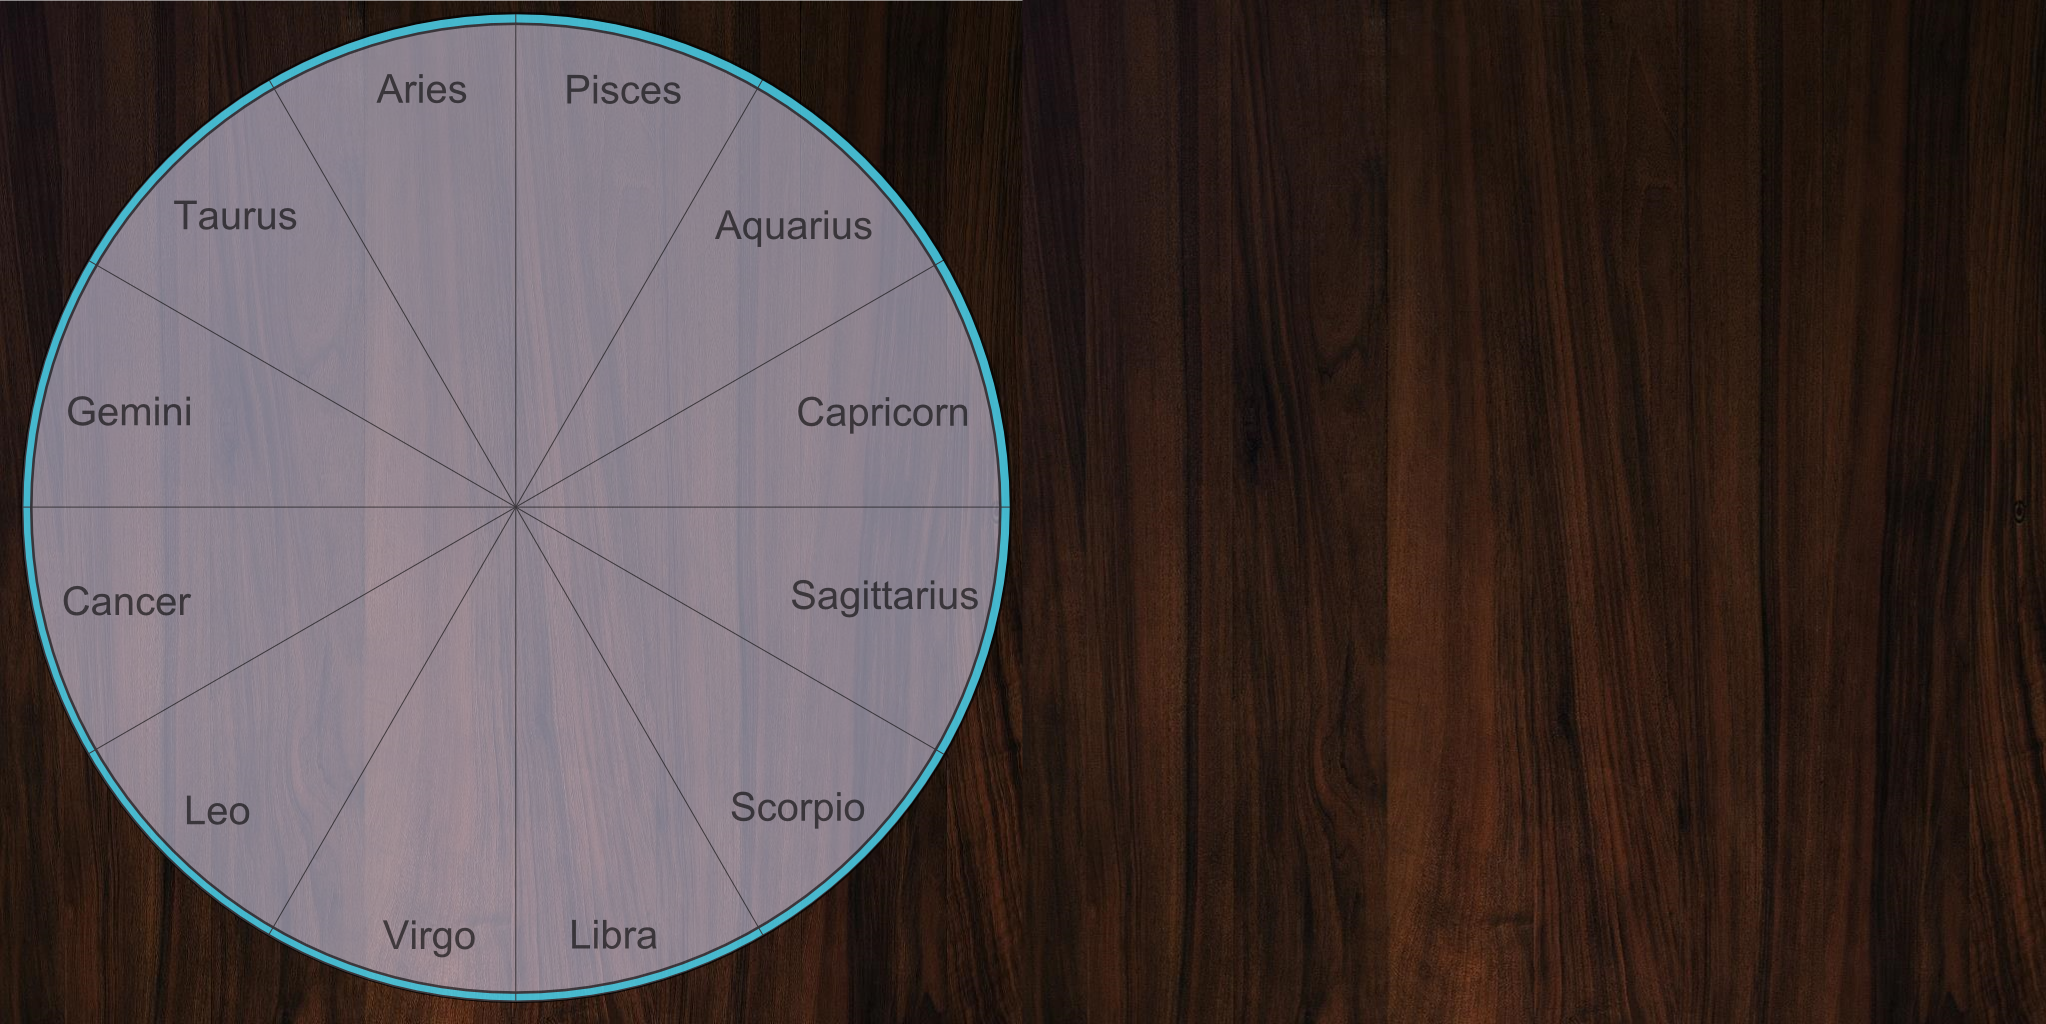 Aries
Pisces
Taurus
Aquarius
Gemini
Capricorn
Cancer
Sagittarius
Leo
Scorpio
Virgo
Libra